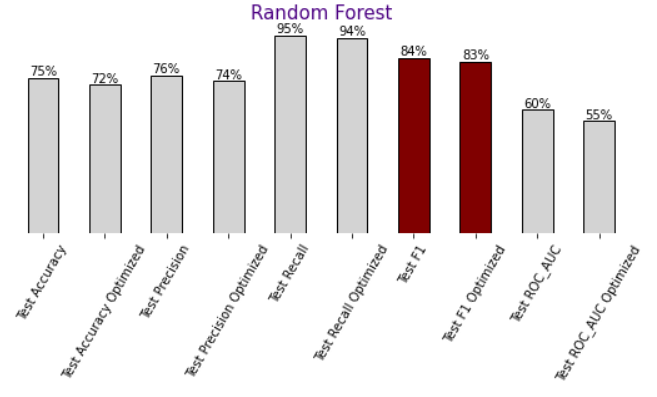 Random Forest
75%
72%
76%
74%
95%
94%
84%
83%
60%
55%
Test Accuracy
Test Accuracy Optimized
Test Precision
Test Precision Optimized
Test Recall
Test Recall Optimized
Test F1
Test F1 Optimized
Test ROC_AUC
Test ROC_AUC Optimized